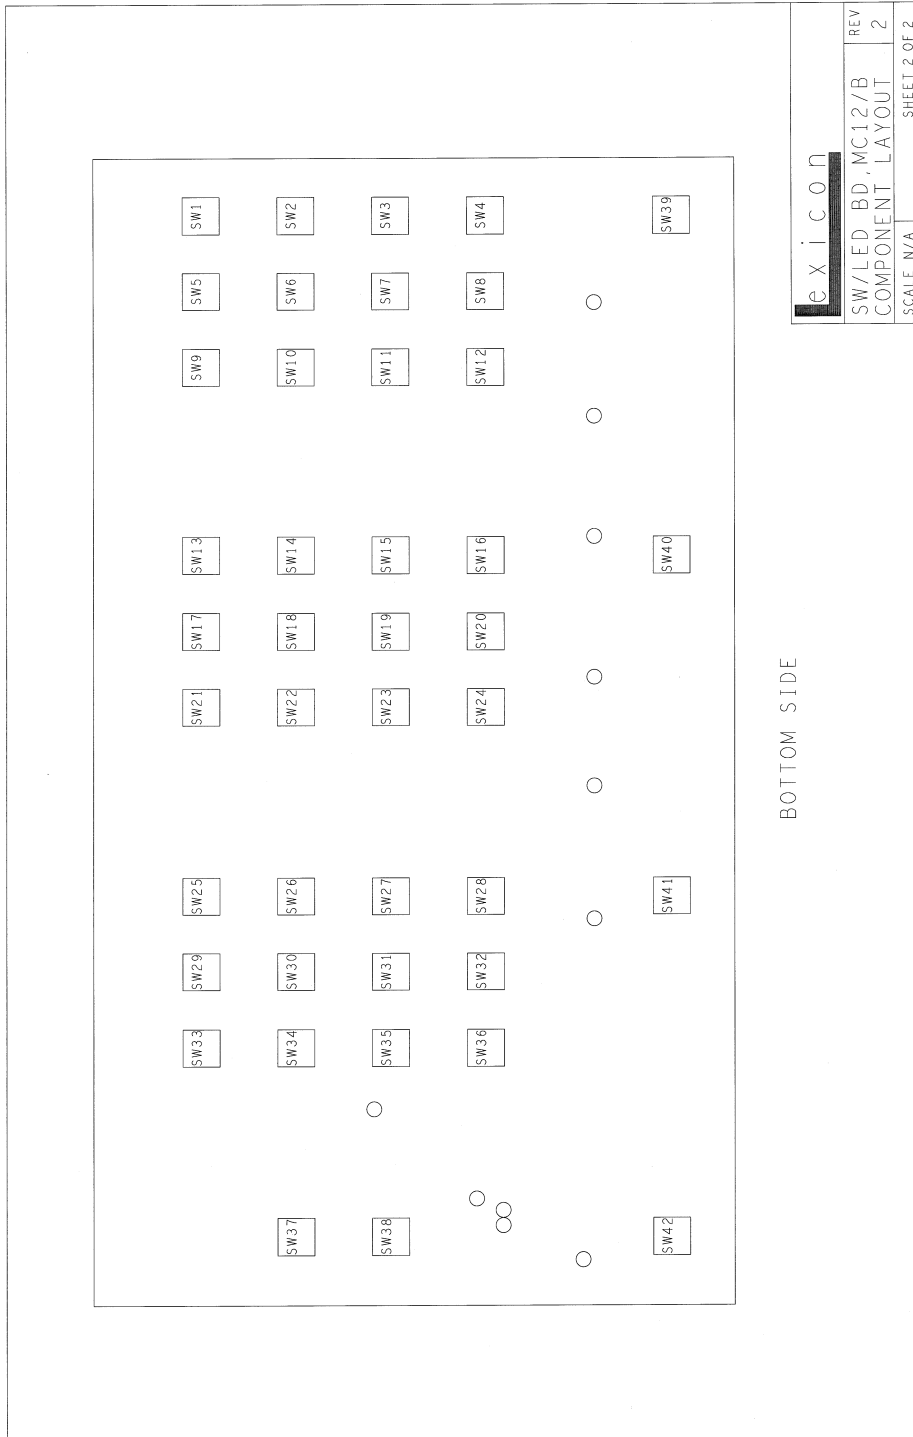 SW33 SW29 SW25 SW21 SW17 SW13 SW9 SW5 SW1
SW37 SW34 SW30 SW26 SW22 SW18 SW14 SW10 SW6 SW2
SW38 SW35 SW31 SW27 SW23 SW19 SW15 SW11 SW7 SW3
SW36 SW32 SW28 SW24 SW20 SW16 SW12 SW8 SW4
SW42 SW41 SW40 SW39
BOTTOM SIDE
lexicon
SW/LED BD, MC12/B
COMPONENT LAYOUT
REV
2
SCALE N/A
SHEET 2 OF 2